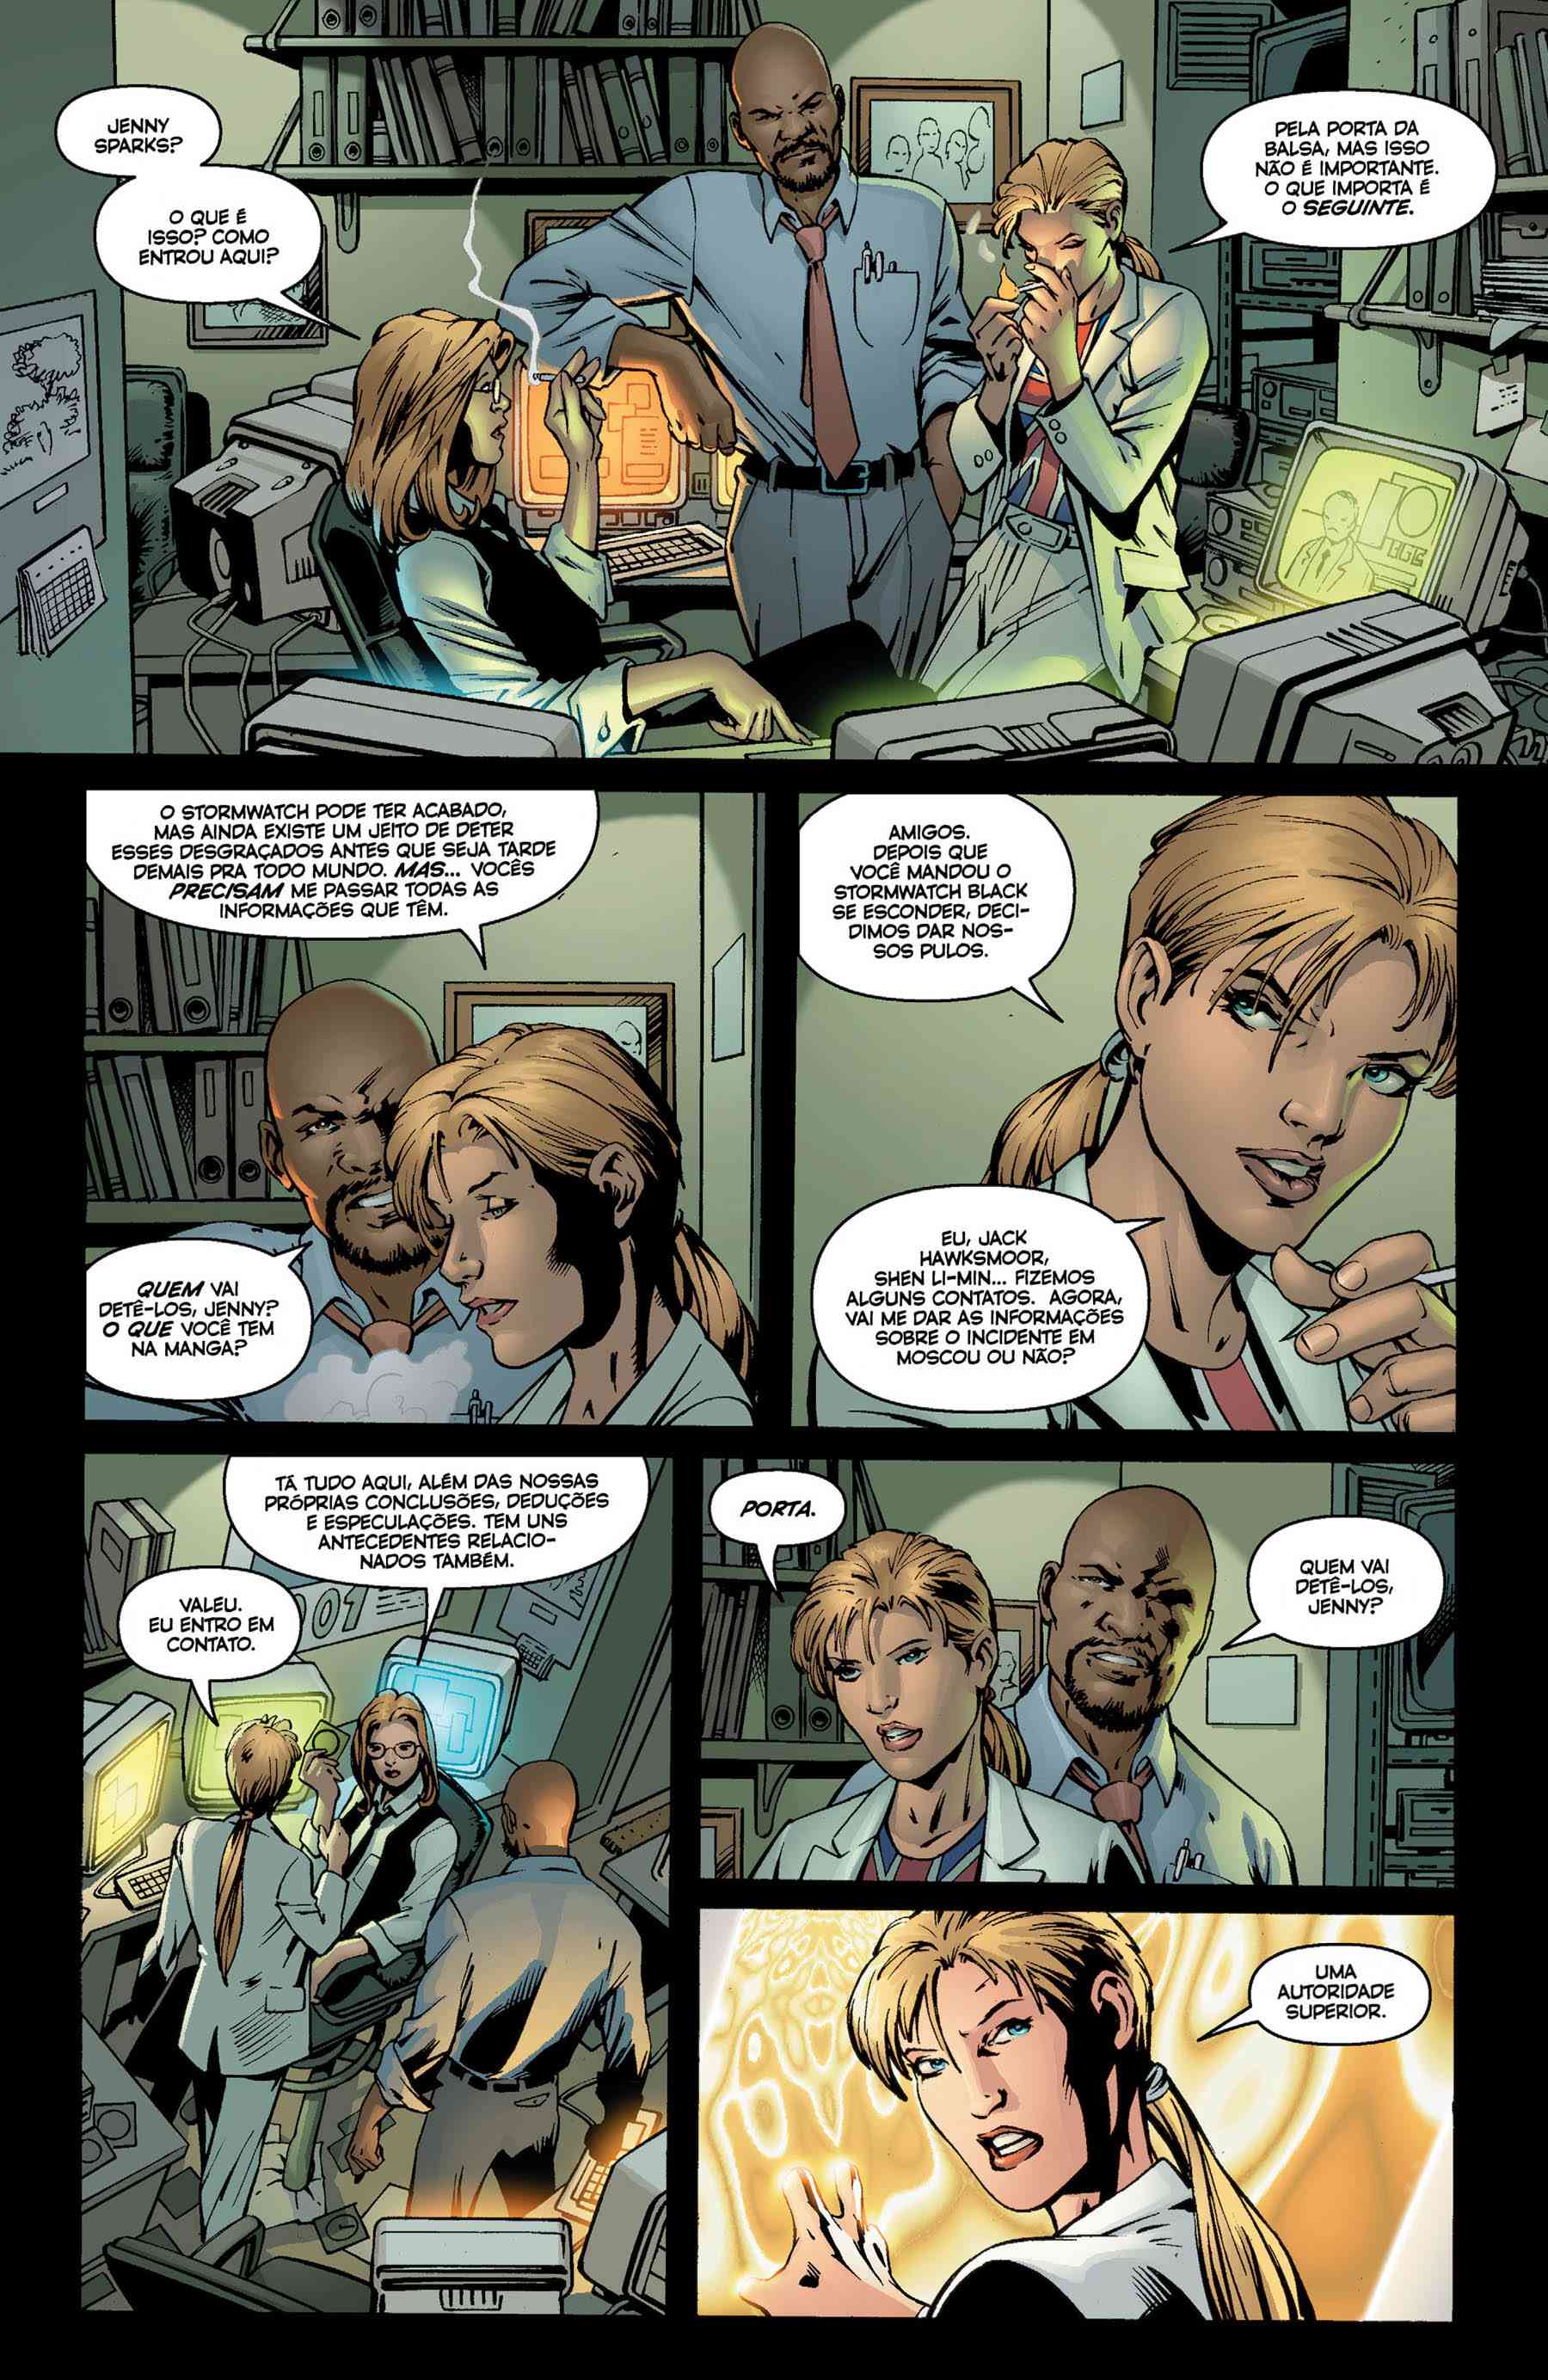 JENNY
SPARKS?
O QUE É
ISSO? COMO
ENTROU AQUI?
PELA PORTA DA
BALSA, MAS ISSO
NÃO É IMPORTANTE.
O QUE IMPORTA É
O SEGUINTE.
O STORMWATCH PODE TER ACABADO,
MAS AINDA EXISTE UM JEITO DE DETER
ESSES DESGRAÇADOS ANTES QUE SEJA TARDE
DEMAIS PRA TODO MUNDO. MAS... VOCÊS
PRECISAM ME PASSAR TODAS AS
INFORMAÇÕES QUE TÊM.
QUEM VAI
DETÊ-LOS, JENNY?
O QUE VOCÊ TEM
NA MANGA?
AMIGOS.
DEPOIS QUE
VOCÊ MANDOU O
STORMWATCH BLACK
SE ESCONDER, DECI-
DIMOS DAR NOS-
SOS PULOS.
EU, JACK
HAWKSMOOR,
SHEN LI-MIN... FIZEMOS
ALGUNS CONTATOS. AGORA,
VAI ME DAR AS INFORMAÇÕES
SOBRE O INCIDENTE EM
MOSCOU OU NÃO?
TÁ TUDO AQUI, ALÉM DAS NOSSAS
PRÓPRIAS CONCLUSÕES, DEDUÇÕES
E ESPECULAÇÕES. TEM UNS
ANTECEDENTES RELACIO-
NADOS TAMBÉM.
VALEU.
EU ENTRO EM
CONTATO.
PORTA.
QUEM VAI
DETÊ-LOS,
JENNY?
UMA
AUTORIDADE
SUPERIOR.